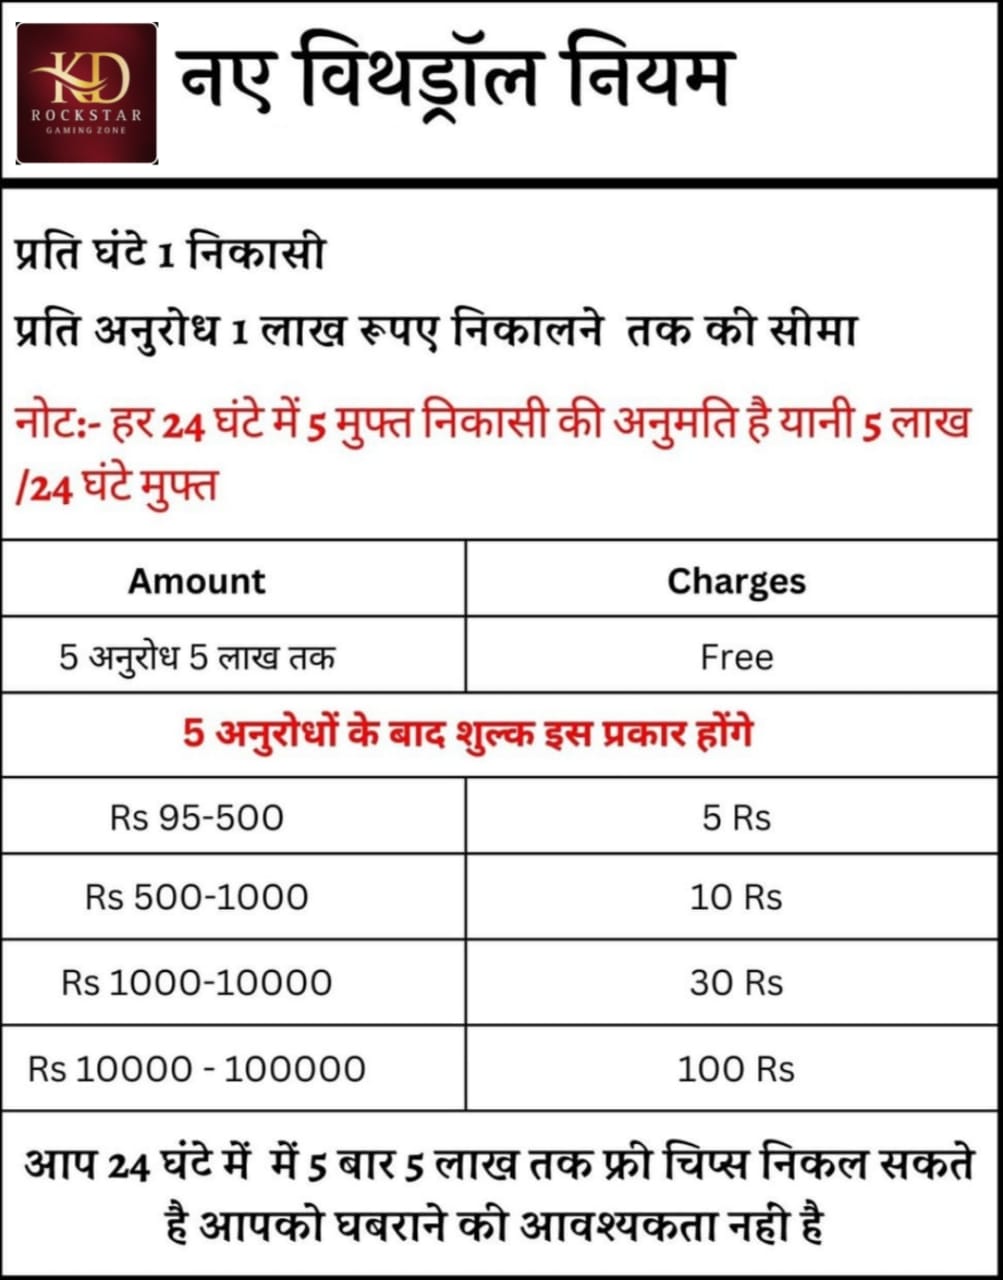 KD
ROCKSTAR
GAMING ZONE
नए विथड्रॉल नियम
प्रति घंटे 1 निकासी
प्रति अनुरोध 1 लाख रूपए निकालने तक की सीमा
नोट:- हर 24 घंटे में 5 मुफ्त निकासी की अनुमति है यानी 5 लाख
/24 घंटे मुफ्त
Amount Charges
5 अनुरोध 5 लाख तक Free
5 अनुरोधों के बाद शुल्क इस प्रकार होंगे
Rs 95-500 5 Rs
Rs 500-1000 10 Rs
Rs 1000-10000 30 Rs
Rs 10000 - 100000 100 Rs
आप 24 घंटे में में 5 बार 5 लाख तक फ्री चिप्स निकल सकते
है आपको घबराने की आवश्यकता नही है